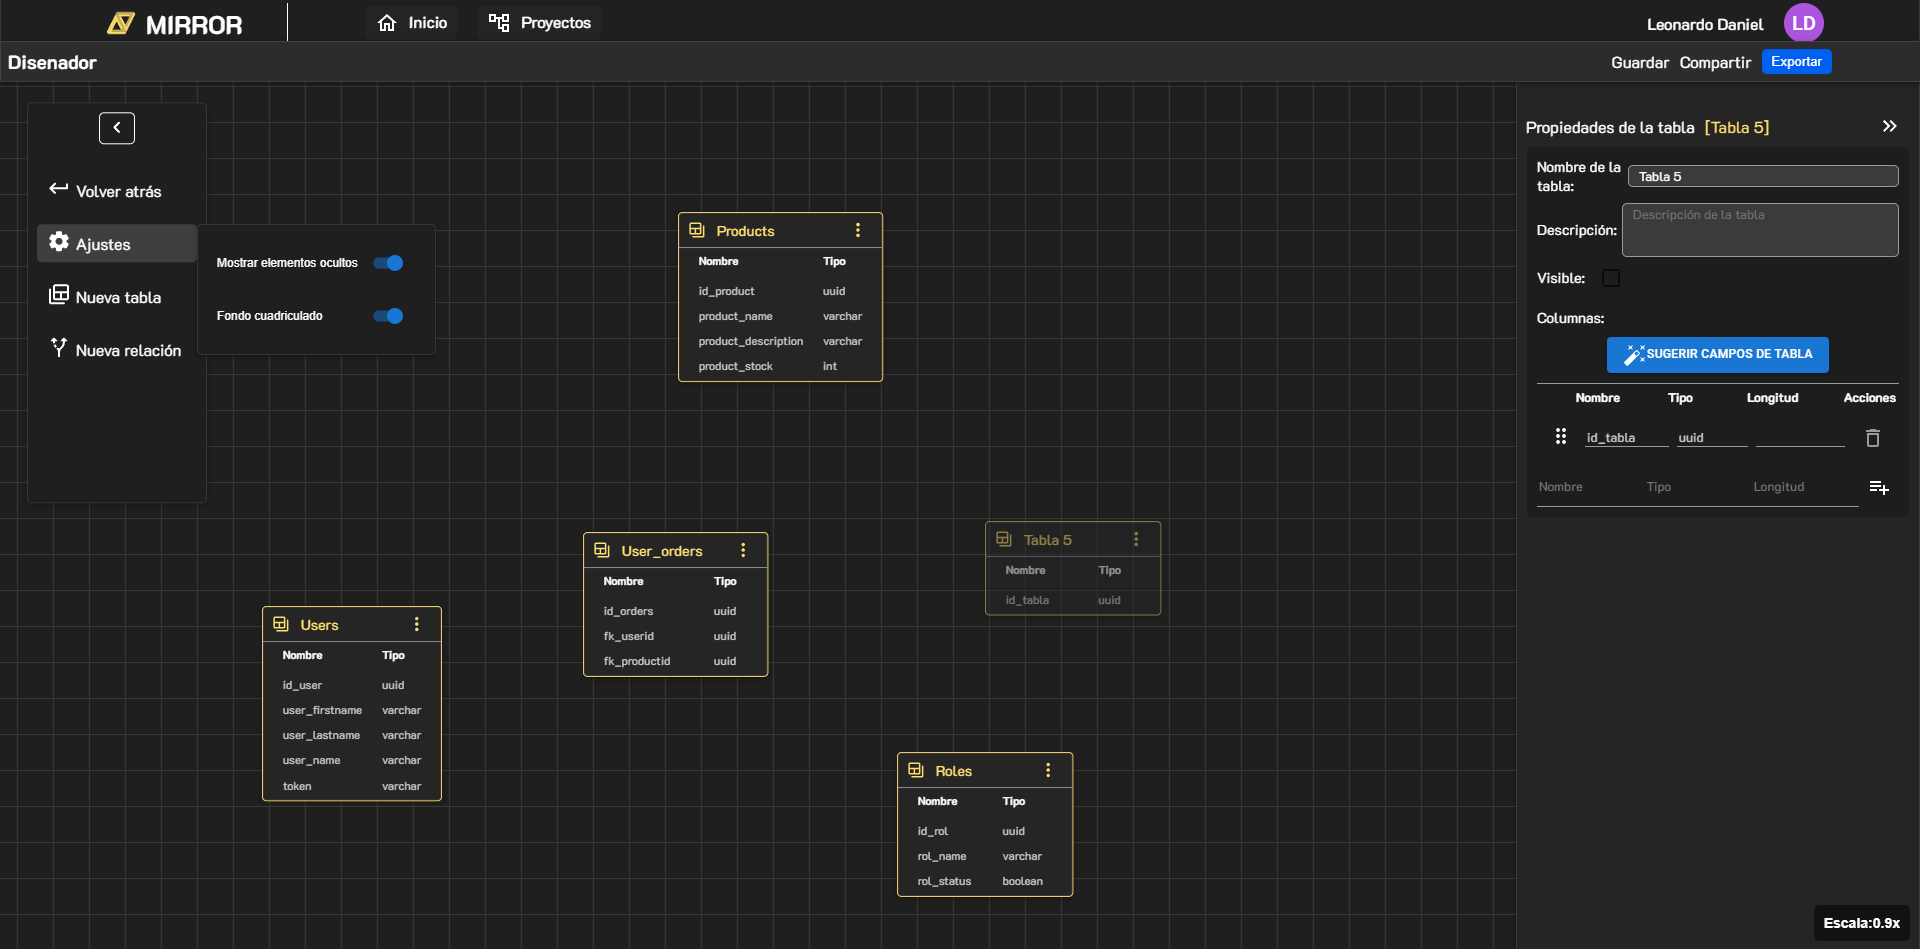 MIRROR
Inicio
Proyectos
Leonardo Daniel
LD
Disenador
Guardar
Compartir
Exportar
Volver atrás
Ajustes
Nueva tabla
Nueva relación
Mostrar elementos ocultos
Fondo cuadriculado
Products
Nombre Tipo
id_product uuid
product_name varchar
product_description varchar
product_stock int
User_orders
Nombre Tipo
id_orders uuid
fk_userid uuid
fk_productid uuid
Tabla 5
Nombre Tipo
id_tabla uuid
Users
Nombre Tipo
id_user uuid
user_firstname varchar
user_lastname varchar
user_name varchar
token varchar
Roles
Nombre Tipo
id_rol uuid
rol_name varchar
rol_status boolean
Propiedades de la tabla [Tabla 5]
Nombre de la
tabla:
Tabla 5
Descripción:
Descripción de la tabla
Visible:
Columnas:
SUGERIR CAMPOS DE TABLA
Nombre Tipo Longitud Acciones
id_tabla uuid
Nombre Tipo Longitud
Escala:0.9x